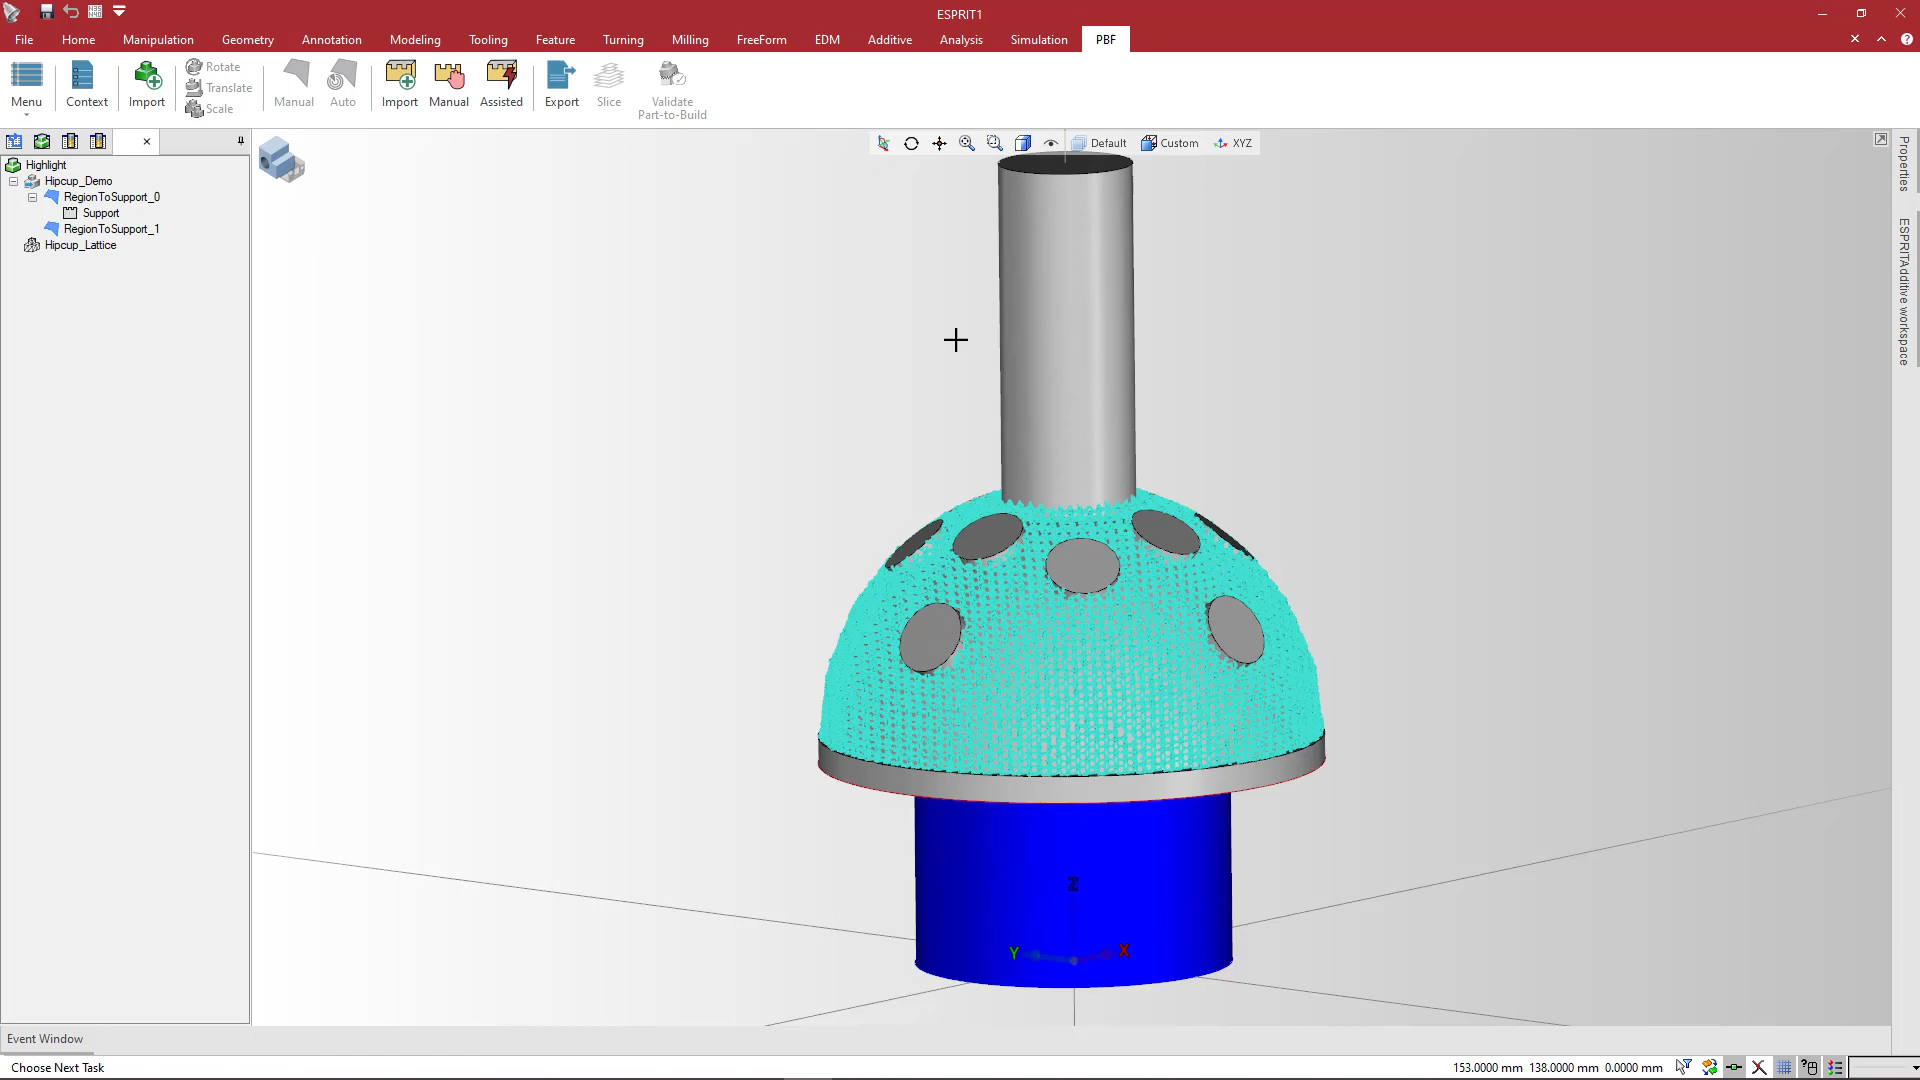 ESPRIT1
File Home Manipulation Geometry Annotation Modeling Tooling Feature Turning Milling FreeForm EDM Additive Analysis Simulation PBF
Menu Context Import Rotate Translate Scale Manual Auto Import Manual Assisted Export Slice Validate Part-to-Build
Default Custom XYZ
Highlight
Hipcup_Demo
RegionToSupport_0
Support
RegionToSupport_1
Hipcup_Lattice
Properties
ESPRITAdditive workspace
Z
Y X
Event Window
Choose Next Task
153.0000 mm 138.0000 mm 0.0000 mm